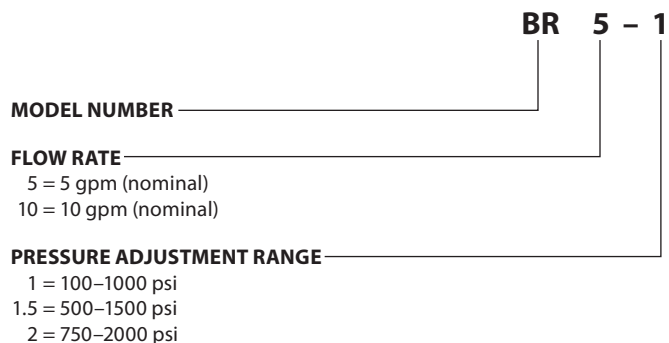 BR 5 – 1
MODEL NUMBER
FLOW RATE
5 = 5 gpm (nominal)
10 = 10 gpm (nominal)
PRESSURE ADJUSTMENT RANGE
1 = 100–1000 psi
1.5 = 500–1500 psi
2 = 750–2000 psi